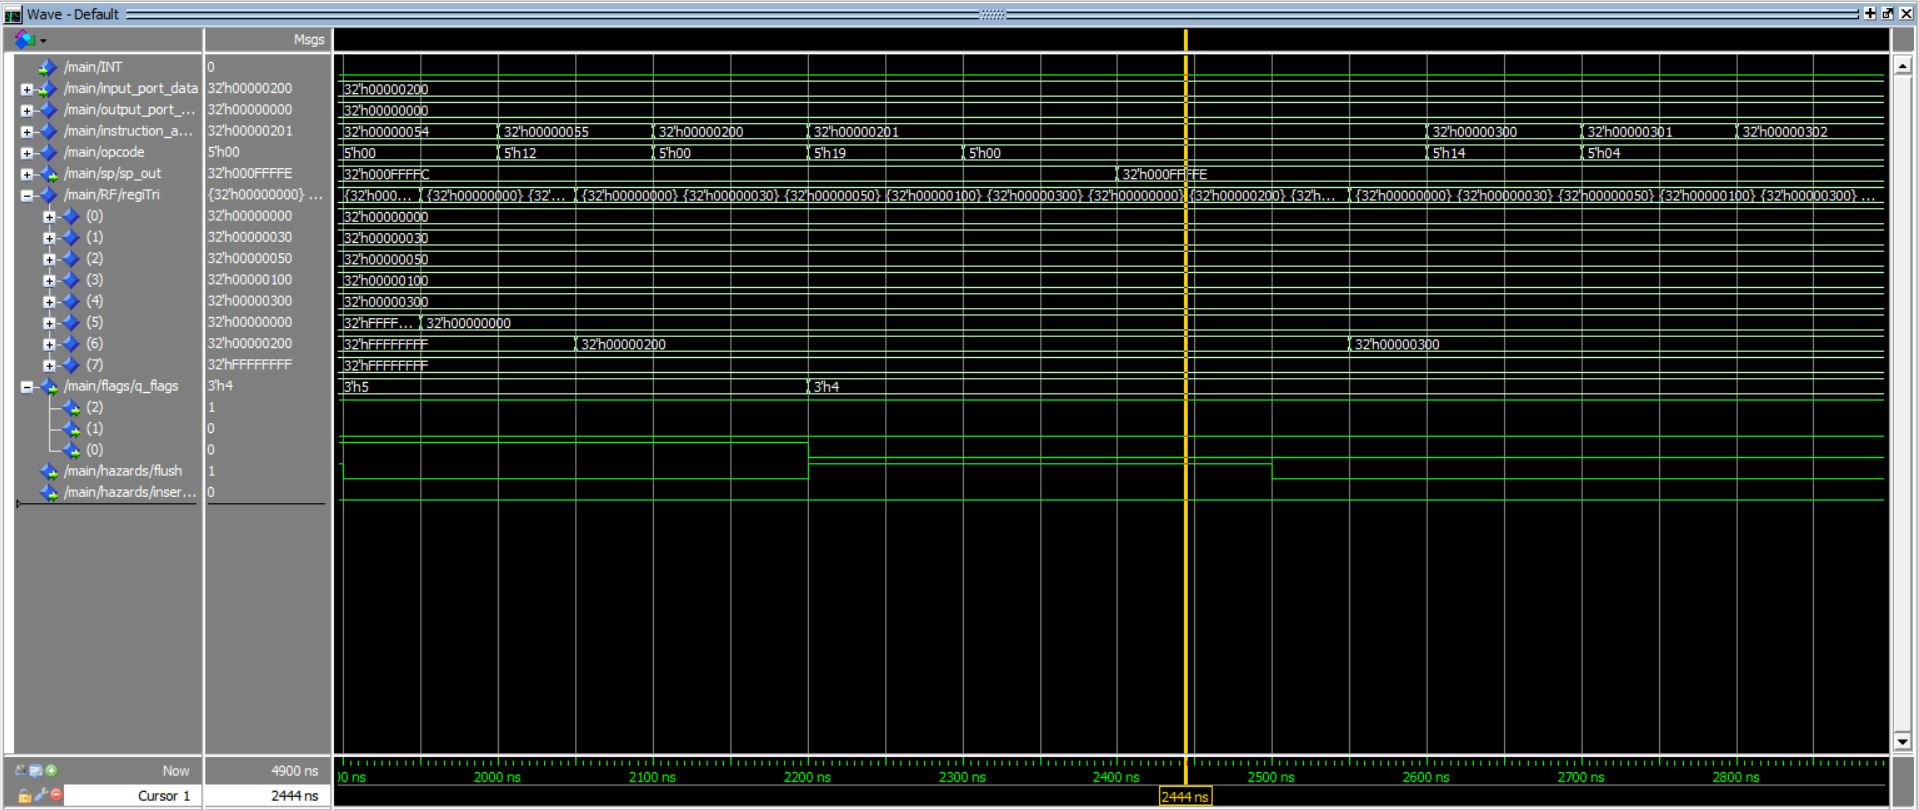 Wave - Default
Msgs
/main/INT 0
/main/input_port_data 32'h00000200 32'h00000200
/main/output_port_... 32'h00000000 32'h00000000
/main/instruction_a... 32'h00000201 32'h00000054 32'h00000055 32'h00000200 32'h00000201 32'h00000300 32'h00000301 32'h00000302
/main/opcode 5'h00 5'h00 5'h12 5'h00 5'h19 5'h00 5'h14 5'h04
/main/sp/sp_out 32'h000FFFFE 32'h000FFFFC 32'h000FFFFE
/main/RF/regiTri {32'h00000000} ... {32'h000... {32'h00000000} {32'... {32'h00000000} {32'h00000030} {32'h00000050} {32'h00000100} {32'h00000300} {32'h00000000} {32'h00000200} {32'h... {32'h00000000} {32'h00000030} {32'h00000050} {32'h00000100} {32'h00000300} ...
(0) 32'h00000000 32'h00000000
(1) 32'h00000030 32'h00000030
(2) 32'h00000050 32'h00000050
(3) 32'h00000100 32'h00000100
(4) 32'h00000300 32'h00000300
(5) 32'h00000000 32'hFFFF... 32'h00000000
(6) 32'h00000200 32'hFFFFFFFF 32'h00000200 32'h00000300
(7) 32'hFFFFFFFF 32'hFFFFFFFF
/main/flags/q_flags 3'h4 3'h5 3'h4
(2) 1
(1) 0
(0) 0
/main/hazards/flush 1
/main/hazards/inser... 0
Now 4900 ns 00 ns 2000 ns 2100 ns 2200 ns 2300 ns 2400 ns 2500 ns 2600 ns 2700 ns 2800 ns
Cursor 1 2444 ns 2444 ns